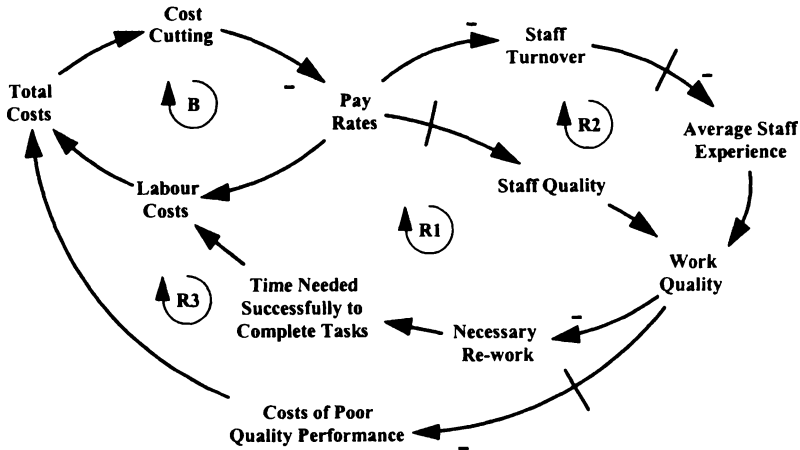 Cost
Cutting
Staff
Turnover
Total
Costs
B
Pay
Rates
R2
Average Staff
Experience
Labour
Costs
Staff Quality
R1
Work
Quality
R3
Time Needed
Successfully to
Complete Tasks
Necessary
Re-work
Costs of Poor
Quality Performance